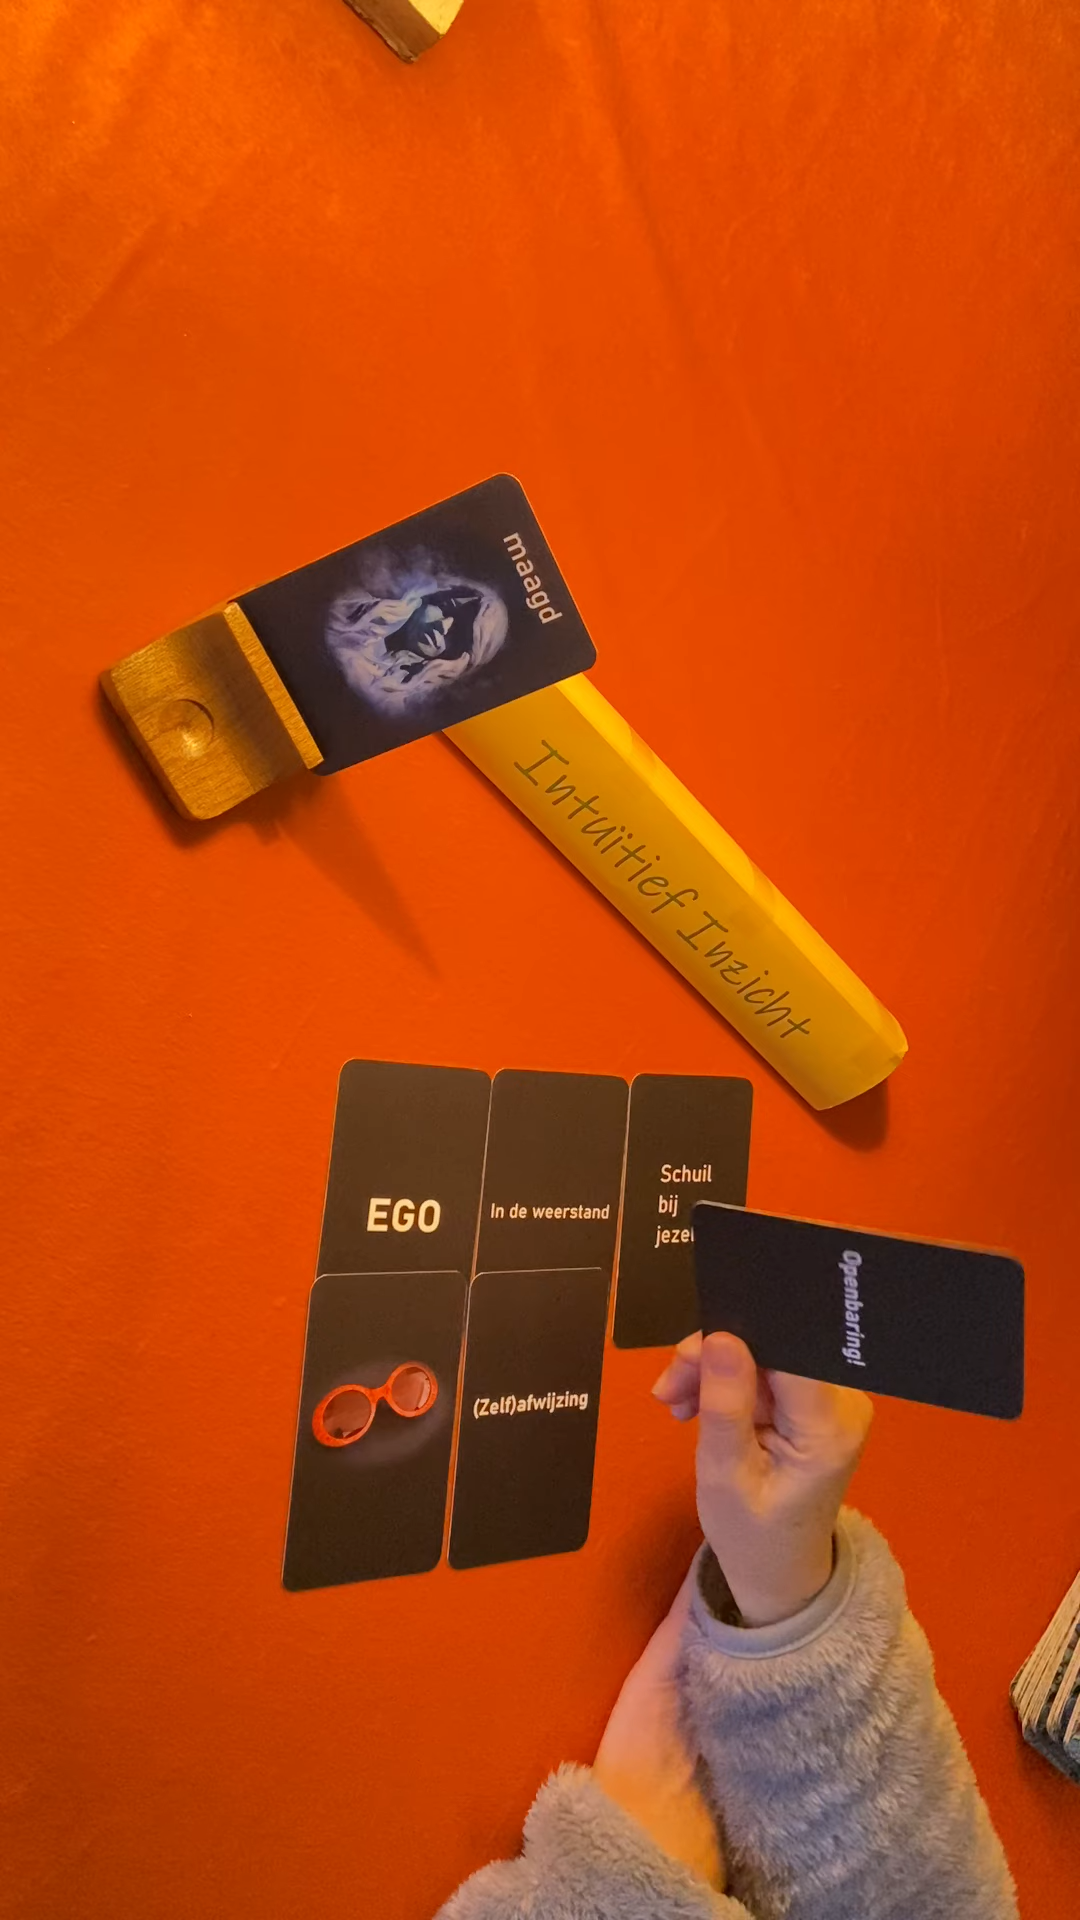 maagd
Intuïtief Inzicht
EGO
In de weerstand
Schuil
bij
(Zelf)afwijzing
Openbaring!